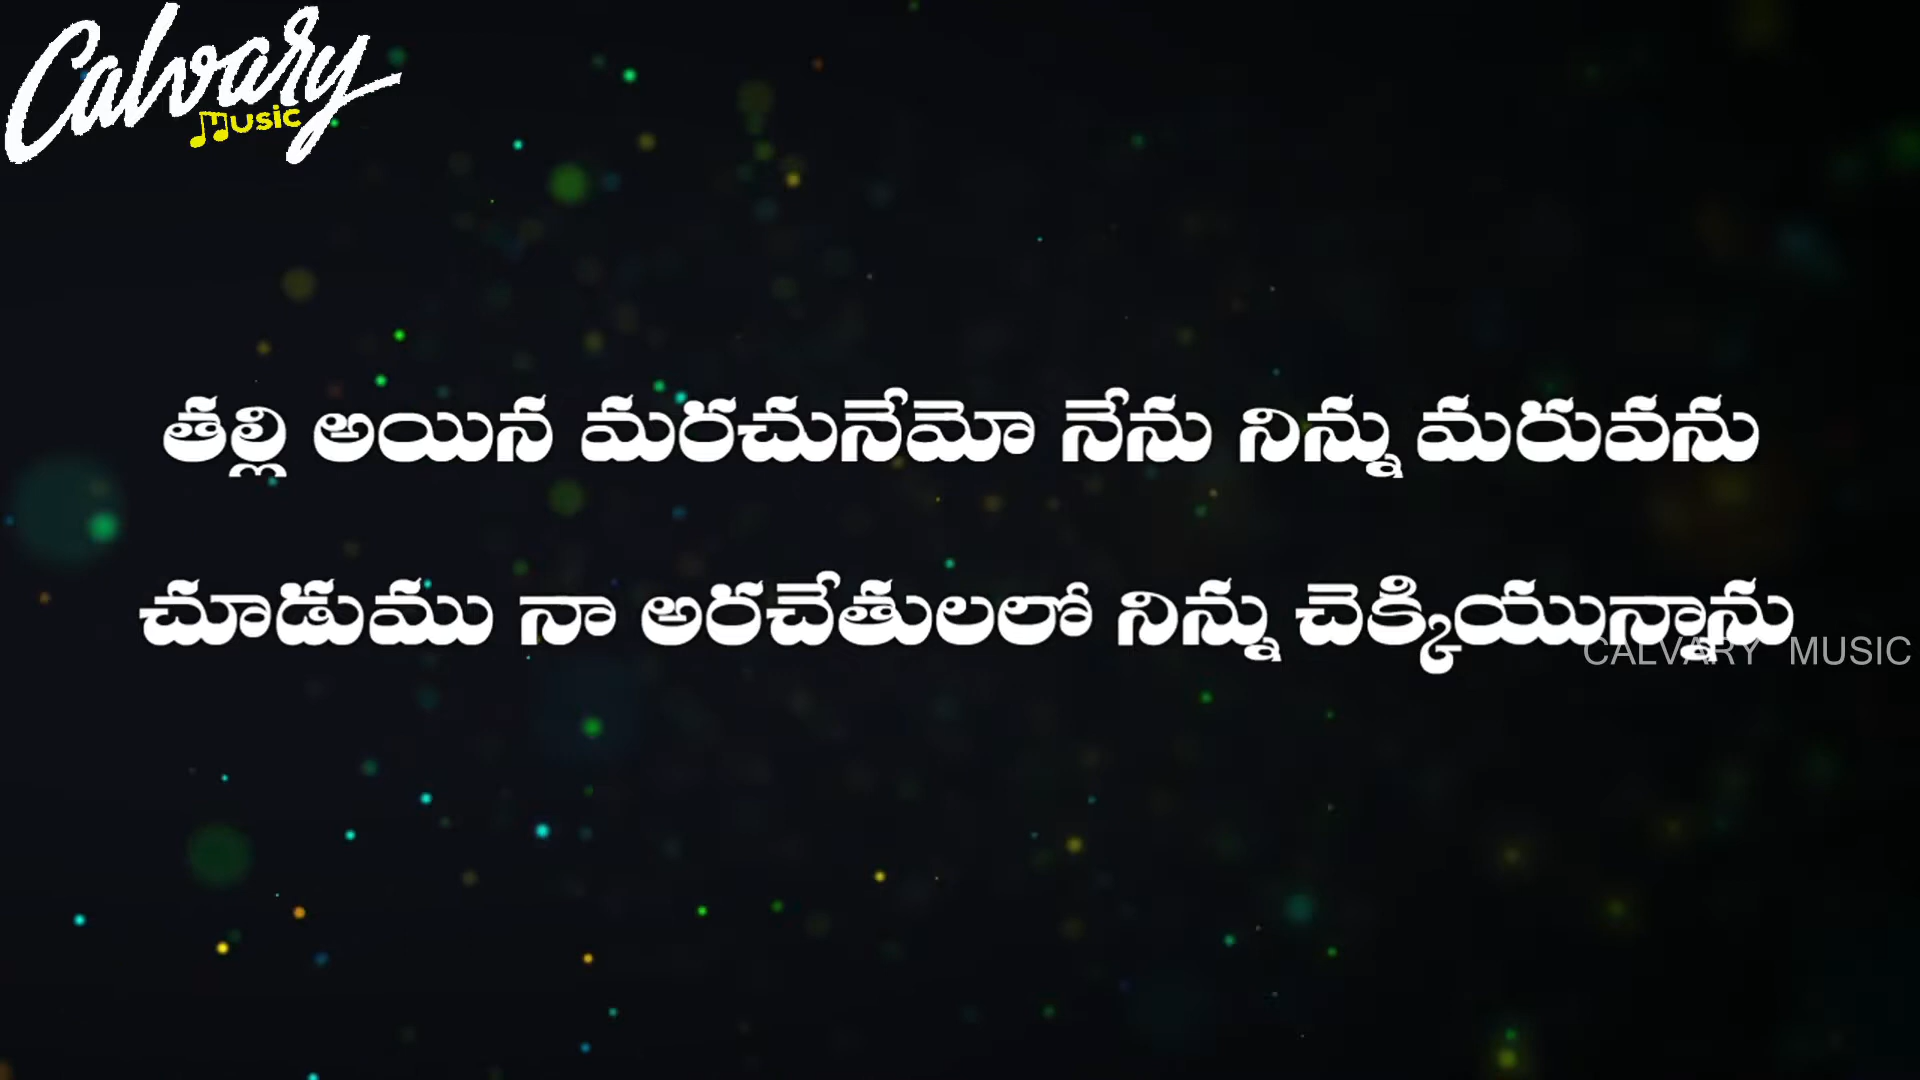 Calvary
MUSIC
తల్లి అయిన మరచునేమో నేను నిన్ను మరువను
చూడుము నా అరచేతులలో నిన్ను చెక్కియున్నాను
CALVARY MUSIC